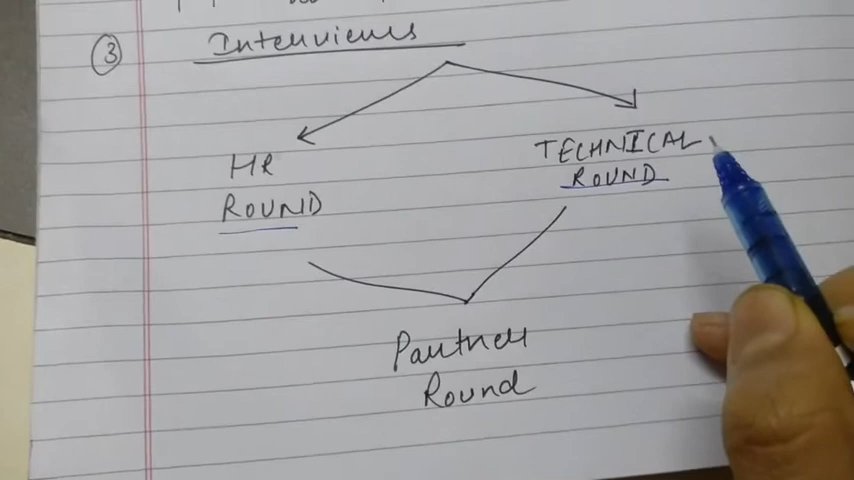 3 Interviews
HR
ROUND
TECHNICAL
ROUND
Partner
Round